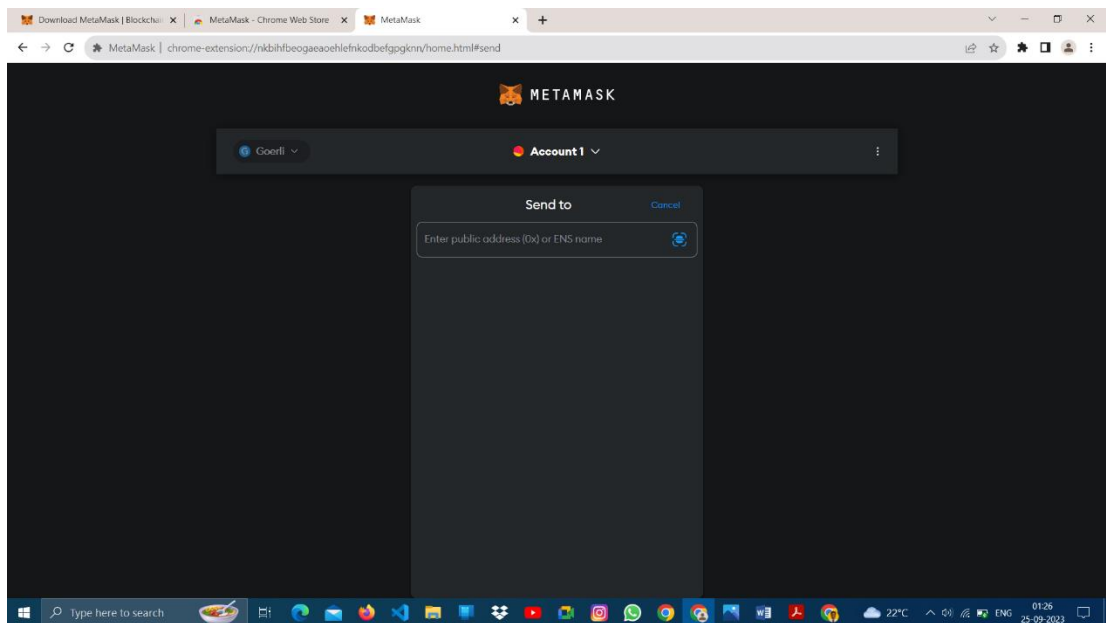 Download MetaMask | Blockchai
MetaMask - Chrome Web Store
MetaMask
MetaMask | chrome-extension://nkbihfbeogaeaoehlefnkodbefgpgknn/home.html#send
METAMASK
Goerli
Account 1
Send to
Cancel
Enter public address (0x) or ENS name
Type here to search
22°C
ENG
01:26
25-09-2023